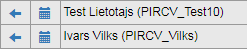 Test Lietotajs (PIRCV_Test10)
Ivars Vilks (PIRCV_Vilks)